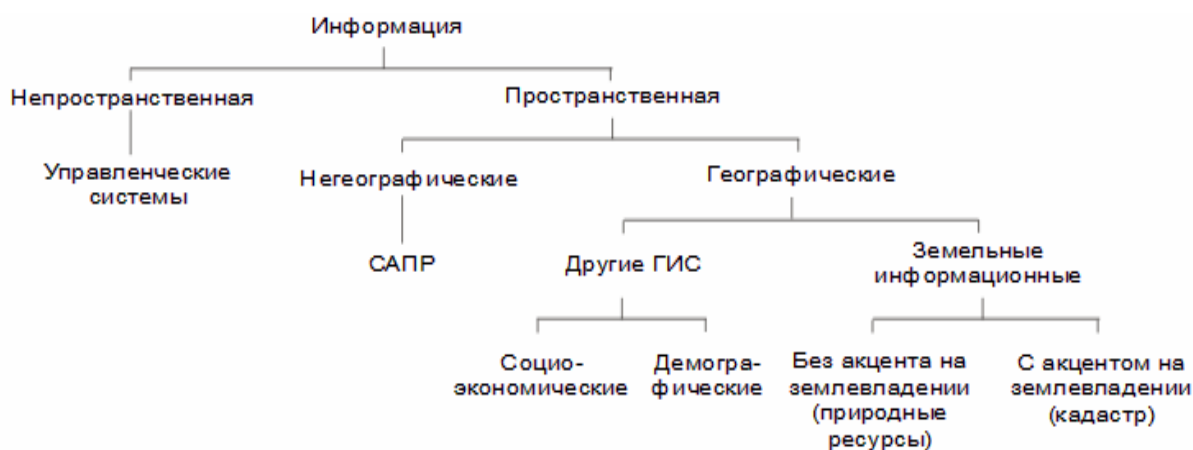 Информация
Непространственная
Пространственная
Управленческие
системы
Негеографические
Географические
САПР
Другие ГИС
Земельные
информационные
Социо-
экономические
Демогра-
фические
Без акцента на
землевладении
(природные
ресурсы)
С акцентом на
землевладении
(кадастр)